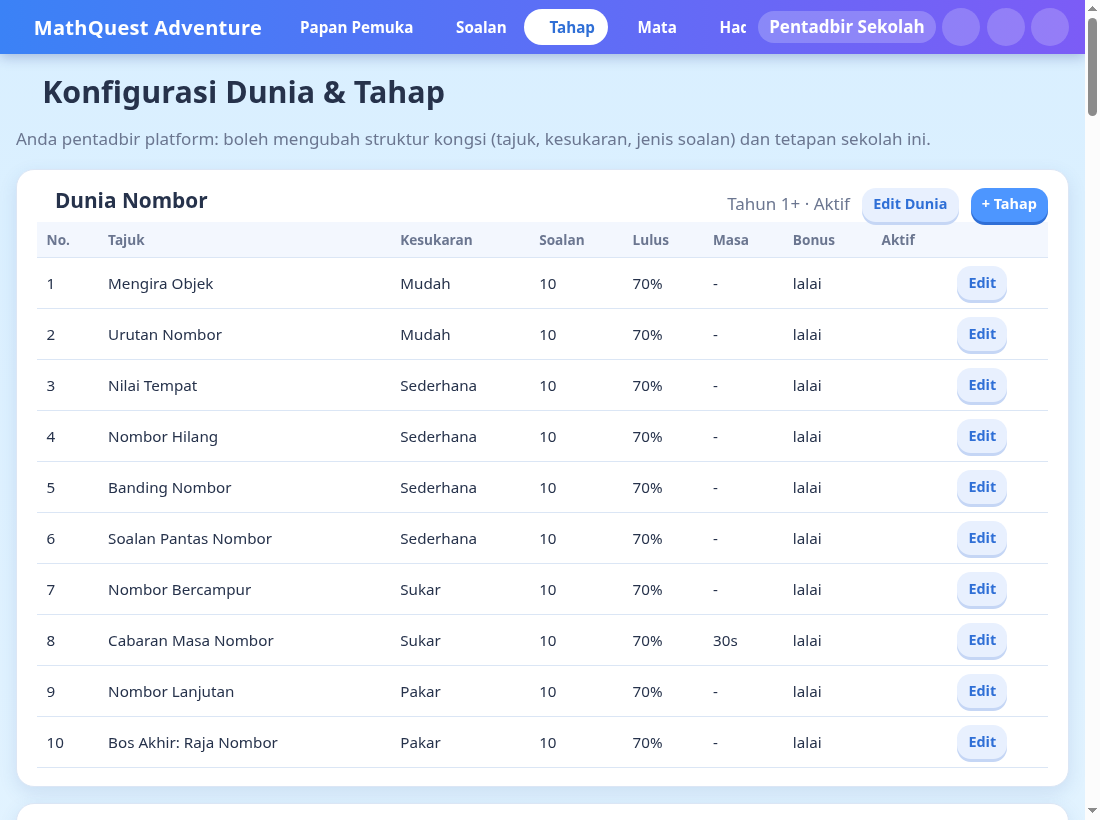 MathQuest Adventure Papan Pemuka Soalan Tahap Mata Pentadbir Sekolah
Konfigurasi Dunia & Tahap
Anda pentadbir platform: boleh mengubah struktur kongsi (tajuk, kesukaran, jenis soalan) dan tetapan sekolah ini.
Dunia Nombor Tahun 1+ · Aktif Edit Dunia + Tahap
No. Tajuk Kesukaran Soalan Lulus Masa Bonus Aktif
1 Mengira Objek Mudah 10 70% - lalai Edit
2 Urutan Nombor Mudah 10 70% - lalai Edit
3 Nilai Tempat Sederhana 10 70% - lalai Edit
4 Nombor Hilang Sederhana 10 70% - lalai Edit
5 Banding Nombor Sederhana 10 70% - lalai Edit
6 Soalan Pantas Nombor Sederhana 10 70% - lalai Edit
7 Nombor Bercampur Sukar 10 70% - lalai Edit
8 Cabaran Masa Nombor Sukar 10 70% 30s lalai Edit
9 Nombor Lanjutan Pakar 10 70% - lalai Edit
10 Bos Akhir: Raja Nombor Pakar 10 70% - lalai Edit